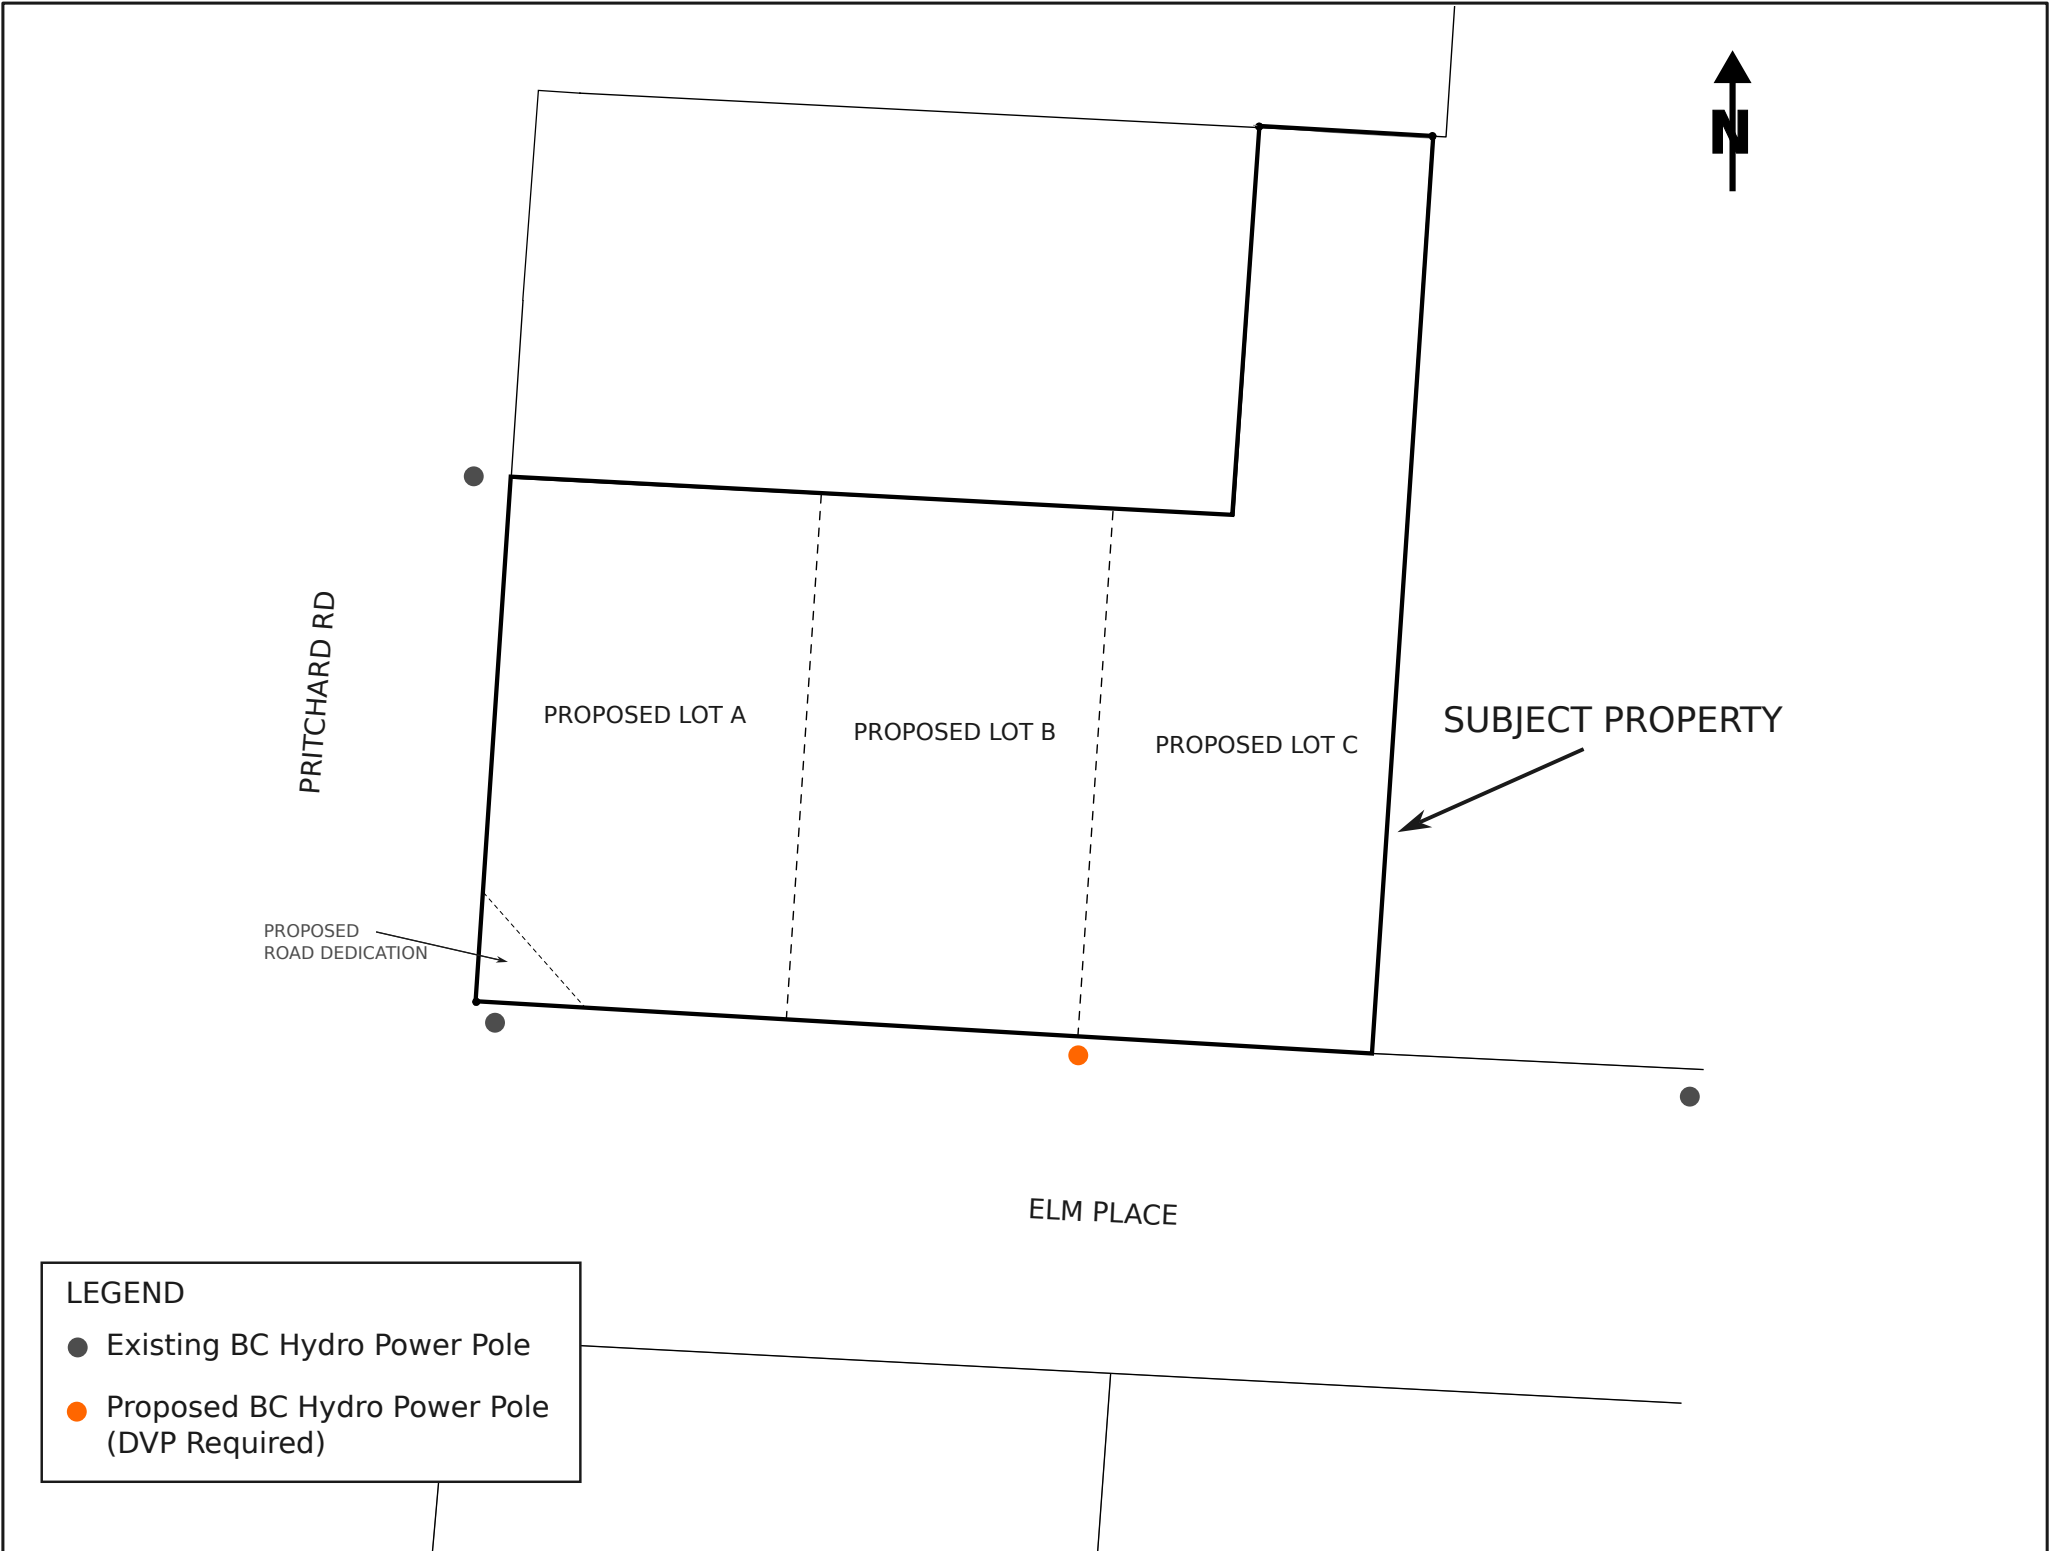 N
PRITCHARD RD
PROPOSED LOT A
PROPOSED LOT B
PROPOSED LOT C
SUBJECT PROPERTY
PROPOSED
ROAD DEDICATION
ELM PLACE
LEGEND
Existing BC Hydro Power Pole
Proposed BC Hydro Power Pole
(DVP Required)